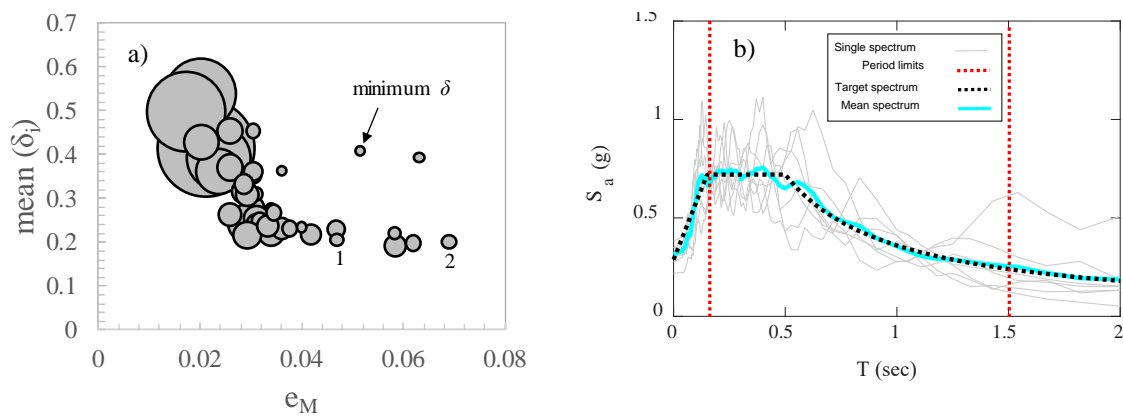 a)
minimum δ
1
2
mean (δi)
0.7
0.6
0.5
0.4
0.3
0.2
0.1
0
0
0.02
0.04
0.06
0.08
eM
b)
Single spectrum
Period limits
Target spectrum
Mean spectrum
Sa (g)
1.5
1
0.5
0
0
0.5
1
1.5
2
T (sec)